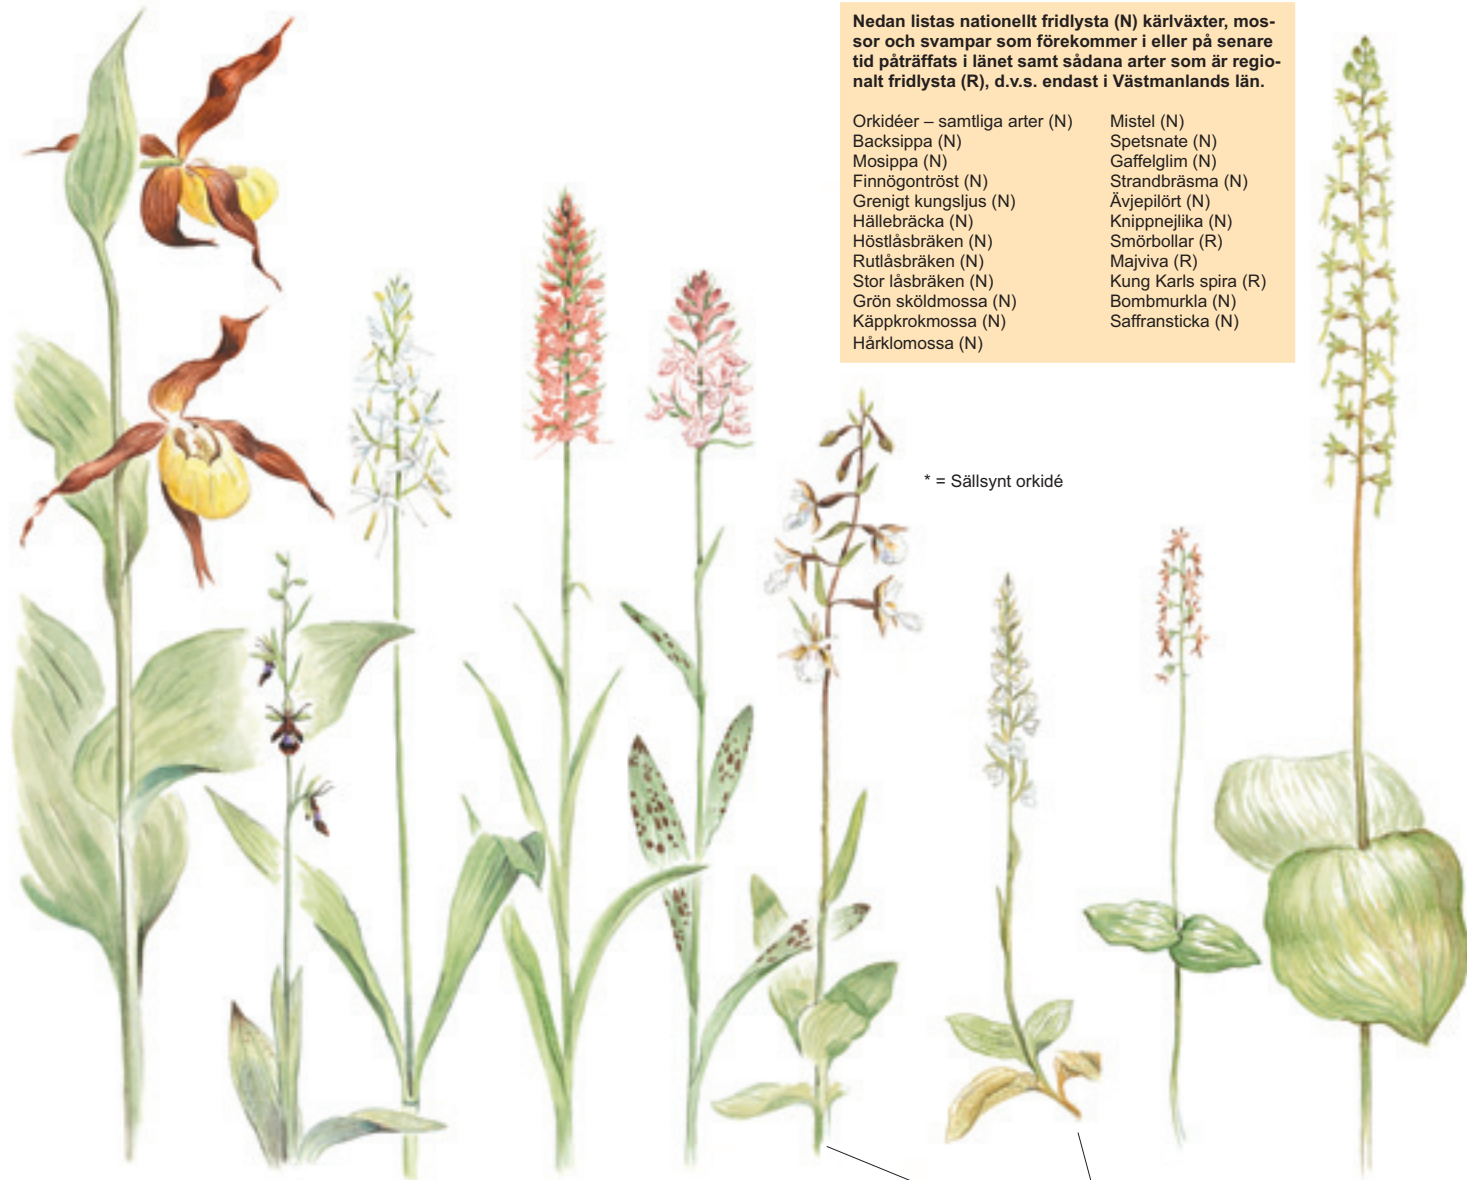 Nedan listas nationellt fridlysta (N) kärlväxter, mos-
sor och svampar som förekommer i eller på senare
tid påträffats i länet samt sådana arter som är regio-
nalt fridlysta (R), d.v.s. endast i Västmanlands län.
Orkidéer – samtliga arter (N)
Backsippa (N)
Mosippa (N)
Finnögontröst (N)
Grenigt kungsljus (N)
Hällebräcka (N)
Höstlåsbräken (N)
Rutlåsbräken (N)
Stor låsbräken (N)
Grön sköldmossa (N)
Käppkrokmossa (N)
Hårklomossa (N)
Mistel (N)
Spetsnate (N)
Gaffelglim (N)
Strandbräsma (N)
Ävjepilört (N)
Knippnejlika (N)
Smörbollar (R)
Majviva (R)
Kung Karls spira (R)
Bombmurkla (N)
Saffransticka (N)
* = Sällsynt orkidé